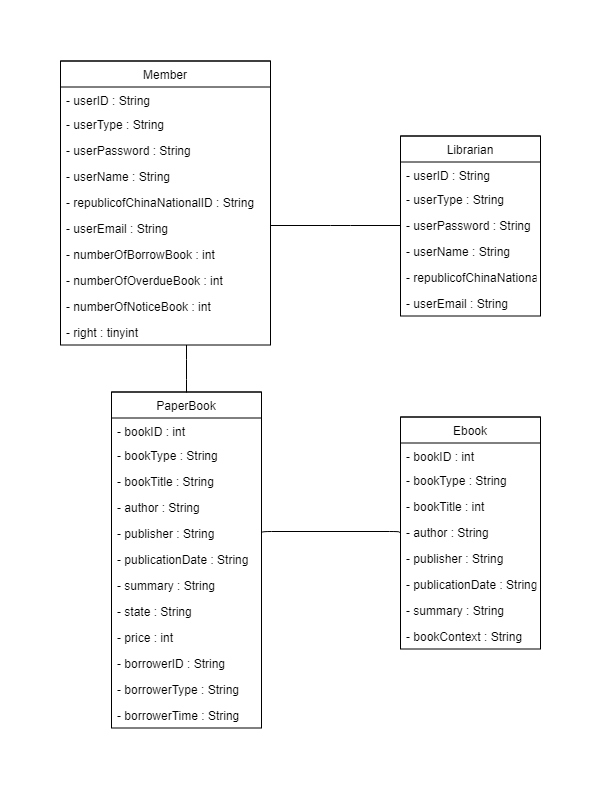 Member
- userID : String
- userType : String
- userPassword : String
- userName : String
- republicofChinaNationalID : String
- userEmail : String
- numberOfBorrowBook : int
- numberOfOverdueBook : int
- numberOfNoticeBook : int
- right : tinyint
Librarian
- userID : String
- userType : String
- userPassword : String
- userName : String
- republicofChinaNationa
- userEmail : String
PaperBook
- bookID : int
- bookType : String
- bookTitle : String
- author : String
- publisher : String
- publicationDate : String
- summary : String
- state : String
- price : int
- borrowerID : String
- borrowerType : String
- borrowerTime : String
Ebook
- bookID : int
- bookType : String
- bookTitle : int
- author : String
- publisher : String
- publicationDate : String
- summary : String
- bookContext : String